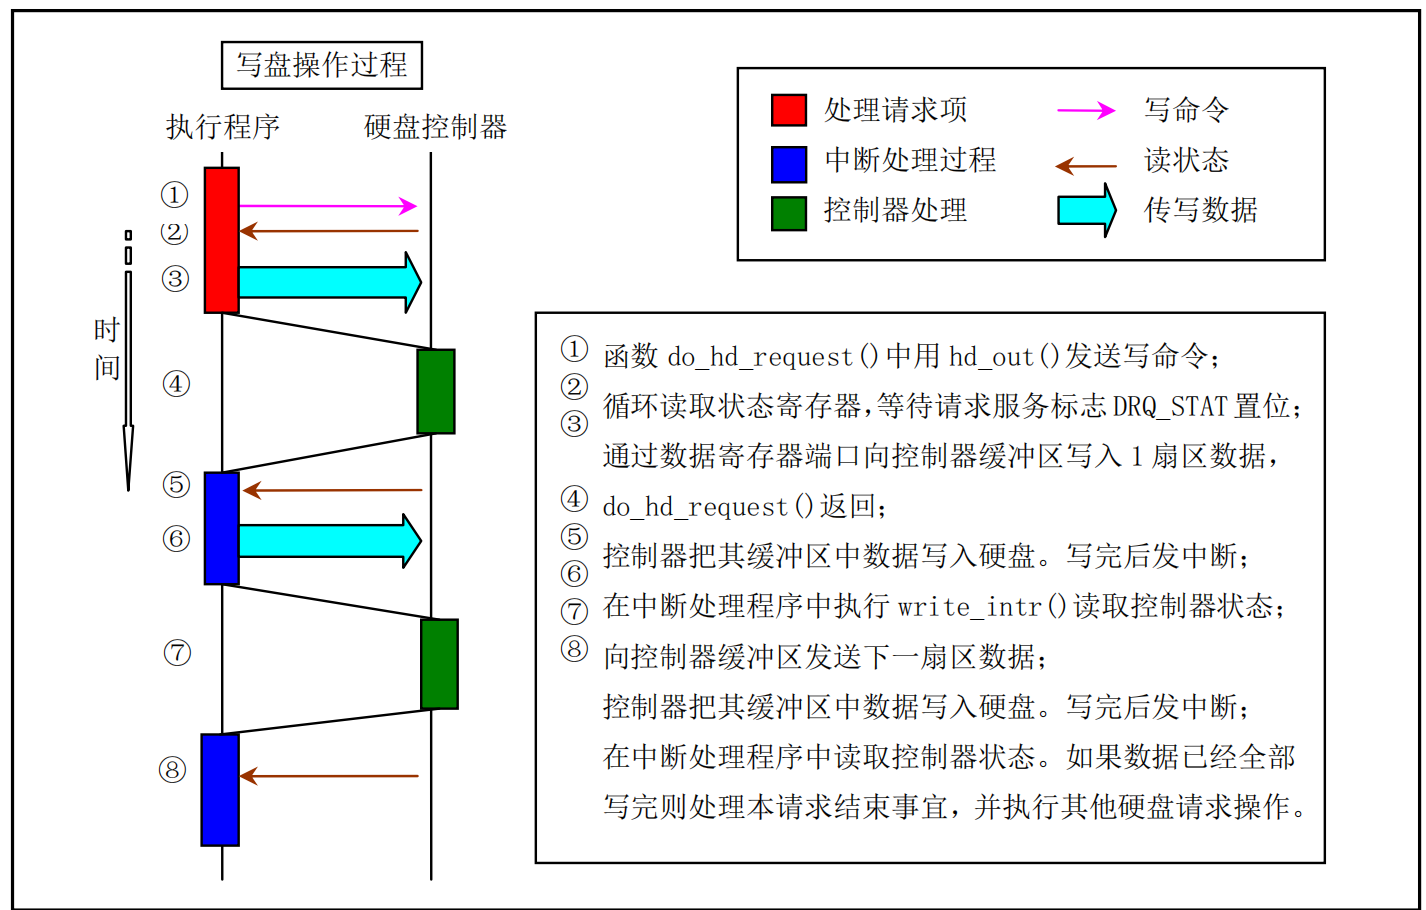 写盘操作过程
执行程序
硬盘控制器
处理请求项
写命令
中断处理过程
读状态
控制器处理
传写数据
①
②
③
④
⑤
⑥
⑦
⑧
时
间
① 函数 do_hd_request()中用 hd_out()发送写命令；
② 循环读取状态寄存器，等待请求服务标志 DRQ_STAT 置位；
③ 通过数据寄存器端口向控制器缓冲区写入 1 扇区数据，
④ do_hd_request()返回；
⑤ 控制器把其缓冲区中数据写入硬盘。写完后发中断；
⑥ 在中断处理程序中执行 write_intr()读取控制器状态；
⑦ 向控制器缓冲区发送下一扇区数据；
⑧ 控制器把其缓冲区中数据写入硬盘。写完后发中断；
在中断处理程序中读取控制器状态。如果数据已经全部
写完则处理本请求结束事宜，并执行其他硬盘请求操作。